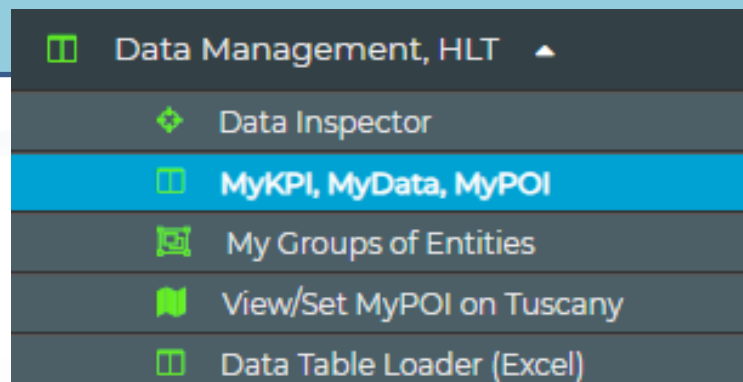 Data Management, HLT
Data Inspector
MyKPI, MyData, MyPOI
My Groups of Entities
View/Set MyPOI on Tuscany
Data Table Loader (Excel)